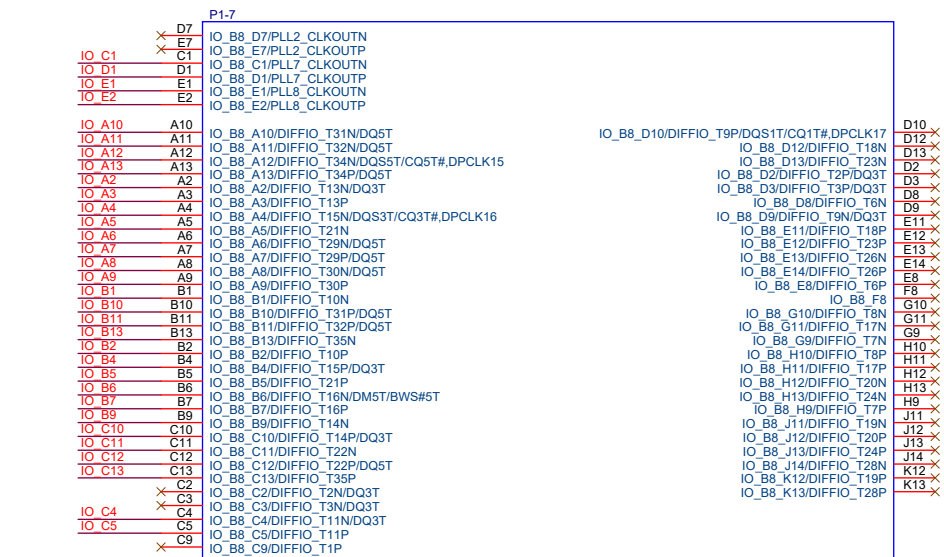 P1-7
D7 IO_B8_D7/PLL2_CLKOUTN
E7 IO_B8_E7/PLL2_CLKOUTP
IO_C1 C1 IO_B8_C1/PLL7_CLKOUTN
IO_D1 D1 IO_B8_D1/PLL7_CLKOUTP
IO_E1 E1 IO_B8_E1/PLL8_CLKOUTN
IO_E2 E2 IO_B8_E2/PLL8_CLKOUTP
IO_A10 A10 IO_B8_A10/DIFFIO_T31N/DQ5T IO_B8_D10/DIFFIO_T9P/DQS1T/CQ1T#,DPCLK17 D10
IO_A11 A11 IO_B8_A11/DIFFIO_T32N/DQ5T IO_B8_D12/DIFFIO_T18N D12
IO_A12 A12 IO_B8_A12/DIFFIO_T34N/DQS5T/CQ5T#,DPCLK15 IO_B8_D13/DIFFIO_T23N D13
IO_A13 A13 IO_B8_A13/DIFFIO_T34P/DQ5T IO_B8_D2/DIFFIO_T2P/DQ3T D2
IO_A2 A2 IO_B8_A2/DIFFIO_T13N/DQ3T IO_B8_D3/DIFFIO_T3P/DQ3T D3
IO_A3 A3 IO_B8_A3/DIFFIO_T13P IO_B8_D8/DIFFIO_T6N D8
IO_A4 A4 IO_B8_A4/DIFFIO_T15N/DQS3T/CQ3T#,DPCLK16 IO_B8_D9/DIFFIO_T9N/DQ3T D9
IO_A5 A5 IO_B8_A5/DIFFIO_T21N IO_B8_E11/DIFFIO_T18P E11
IO_A6 A6 IO_B8_A6/DIFFIO_T29N/DQ5T IO_B8_E12/DIFFIO_T23P E12
IO_A7 A7 IO_B8_A7/DIFFIO_T29P/DQ5T IO_B8_E13/DIFFIO_T26N E13
IO_A8 A8 IO_B8_A8/DIFFIO_T30N/DQ5T IO_B8_E14/DIFFIO_T26P E14
IO_A9 A9 IO_B8_A9/DIFFIO_T30P IO_B8_E8/DIFFIO_T6P E8
IO_B1 B1 IO_B8_B1/DIFFIO_T10N IO_B8_F8 F8
IO_B10 B10 IO_B8_B10/DIFFIO_T31P/DQ5T IO_B8_G10/DIFFIO_T8N G10
IO_B11 B11 IO_B8_B11/DIFFIO_T32P/DQ5T IO_B8_G11/DIFFIO_T17N G11
IO_B13 B13 IO_B8_B13/DIFFIO_T35N IO_B8_G9/DIFFIO_T7N G9
IO_B2 B2 IO_B8_B2/DIFFIO_T10P IO_B8_H10/DIFFIO_T8P H10
IO_B4 B4 IO_B8_B4/DIFFIO_T15P/DQ3T IO_B8_H11/DIFFIO_T17P H11
IO_B5 B5 IO_B8_B5/DIFFIO_T21P IO_B8_H12/DIFFIO_T20N H12
IO_B6 B6 IO_B8_B6/DIFFIO_T16N/DM5T/BWS#5T IO_B8_H13/DIFFIO_T24N H13
IO_B7 B7 IO_B8_B7/DIFFIO_T16P IO_B8_H9/DIFFIO_T7P H9
IO_B9 B9 IO_B8_B9/DIFFIO_T14N IO_B8_J11/DIFFIO_T19N J11
IO_C10 C10 IO_B8_C10/DIFFIO_T14P/DQ3T IO_B8_J12/DIFFIO_T20P J12
IO_C11 C11 IO_B8_C11/DIFFIO_T22N IO_B8_J13/DIFFIO_T24P J13
IO_C12 C12 IO_B8_C12/DIFFIO_T22P/DQ5T IO_B8_J14/DIFFIO_T28N J14
IO_C13 C13 IO_B8_C13/DIFFIO_T35P IO_B8_K12/DIFFIO_T19P K12
C2 IO_B8_C2/DIFFIO_T2N/DQ3T IO_B8_K13/DIFFIO_T28P K13
C3 IO_B8_C3/DIFFIO_T3N/DQ3T
IO_C4 C4 IO_B8_C4/DIFFIO_T11N/DQ3T
IO_C5 C5 IO_B8_C5/DIFFIO_T11P
C9 IO_B8_C9/DIFFIO_T1P